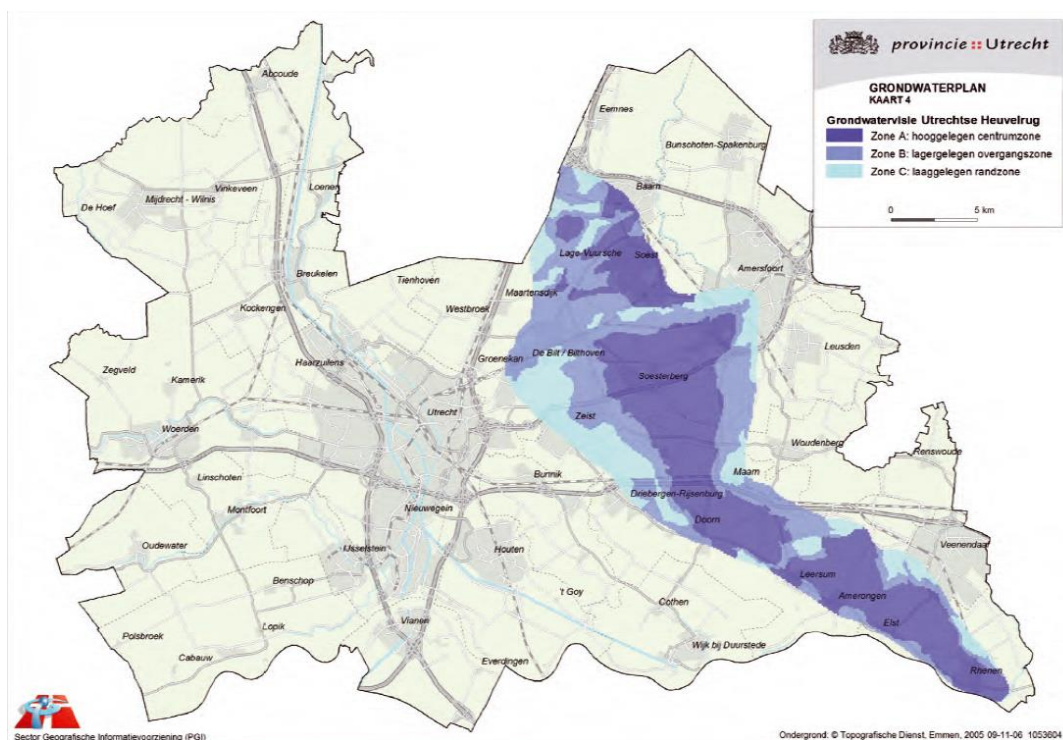 provincie :: Utrecht
GRONDWATERPLAN
KAART 4
Grondwatervisie Utrechtse Heuvelrug
Zone A: hooggelegen centrumzone
Zone B: lagergelegen overgangszone
Zone C: laaggelegen randzone
0 5 km
Abcoude
Eemnes
Bunschoten-Spakenburg
Vinkeveen
Loenen
De Hoef
Mijdrecht - Wilnis
Baarn
Lage-Vuursche
Soest
Amersfoort
Breukelen
Tienhoven
Maartensdijk
Kockengen
Westbroek
Leusden
Haarzuilens
Groenekan
De Bilt / Bilthoven
Zegveld
Kamerik
Soesterberg
Utrecht
Zeist
Woerden
Woudenberg
Renswoude
Linschoten
Bunnik
Maarn
Driebergen-Rijsenburg
Montfoort
Nieuwegein
Doorn
Oudewater
IJsselstein
Houten
Veenendaal
Benschop
Leersum
't Goy
Amerongen
Cothen
Elst
Lopik
Vianen
Polsbroek
Cabauw
Wijk bij Duurstede
Everdingen
Rhenen
Sector Geografische Informatievoorziening (PGI)
Ondergrond: © Topografische Dienst, Emmen, 2005 09-11-06 1053604